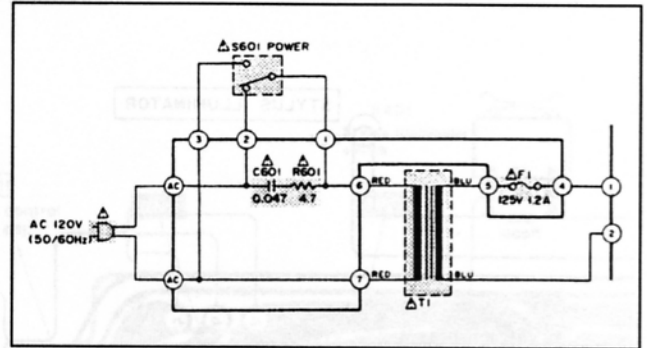 ⚠ S601 POWER
3
2
1
⚠
⚠
C601
R601
0.047
4.7
AC
6
RED
BLU
5
⚠ F1
125V 1.2A
4
1
AC 120V
(50/60Hz)
⚠
2
AC
7
RED
BLU
⚠ T1
STYLUS ILLUMINATOR